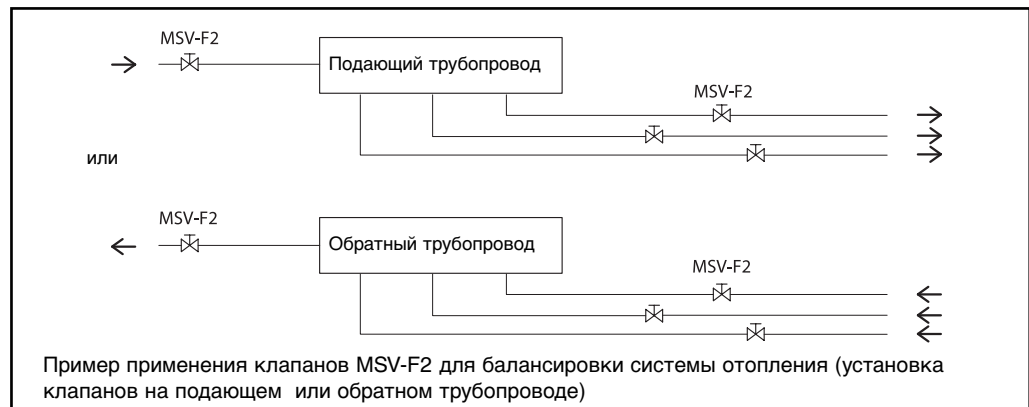 MSV-F2
Подающий трубопровод
MSV-F2
или
MSV-F2
Обратный трубопровод
MSV-F2
Пример применения клапанов MSV-F2 для балансировки системы отопления (установка
клапанов на подающем или обратном трубопроводе)